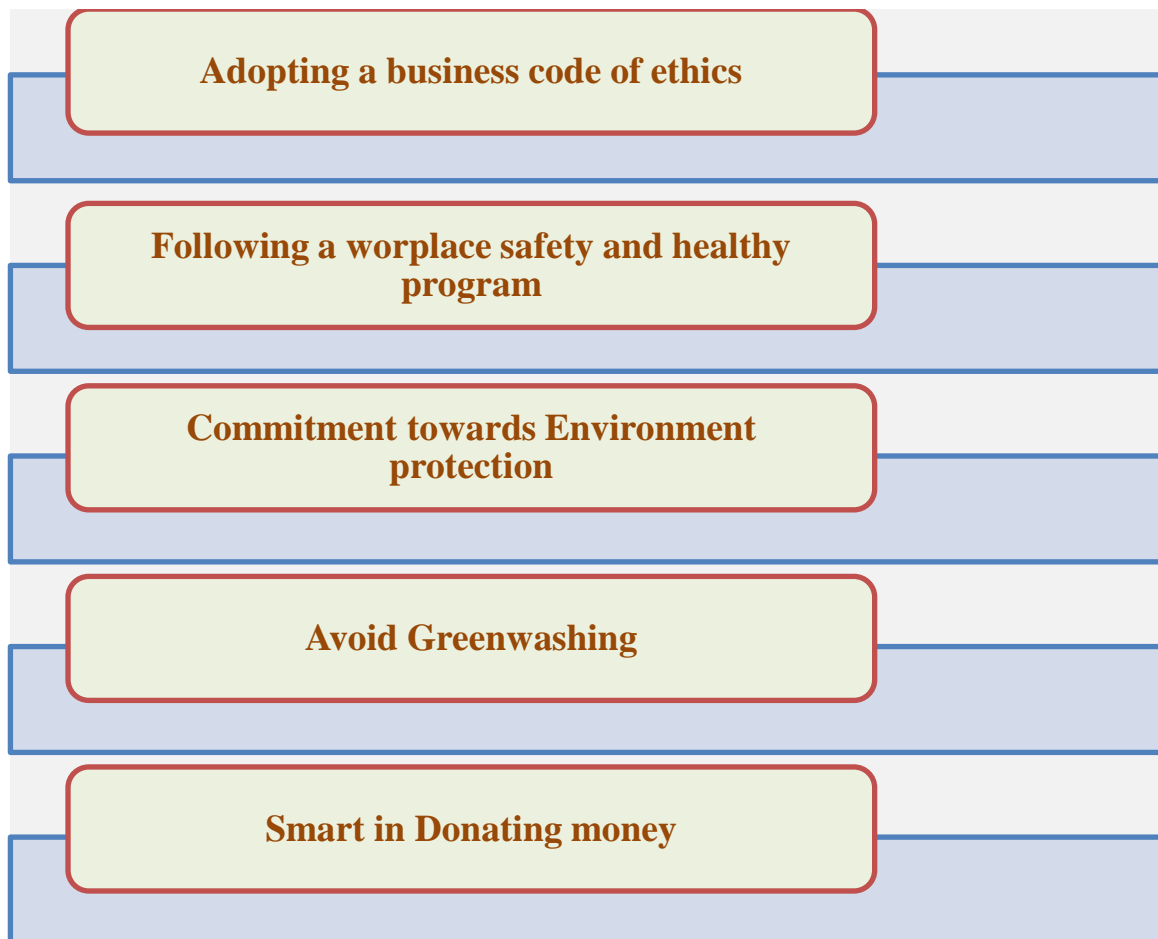 Adopting a business code of ethics
Following a worplace safety and healthy
program
Commitment towards Environment
protection
Avoid Greenwashing
Smart in Donating money